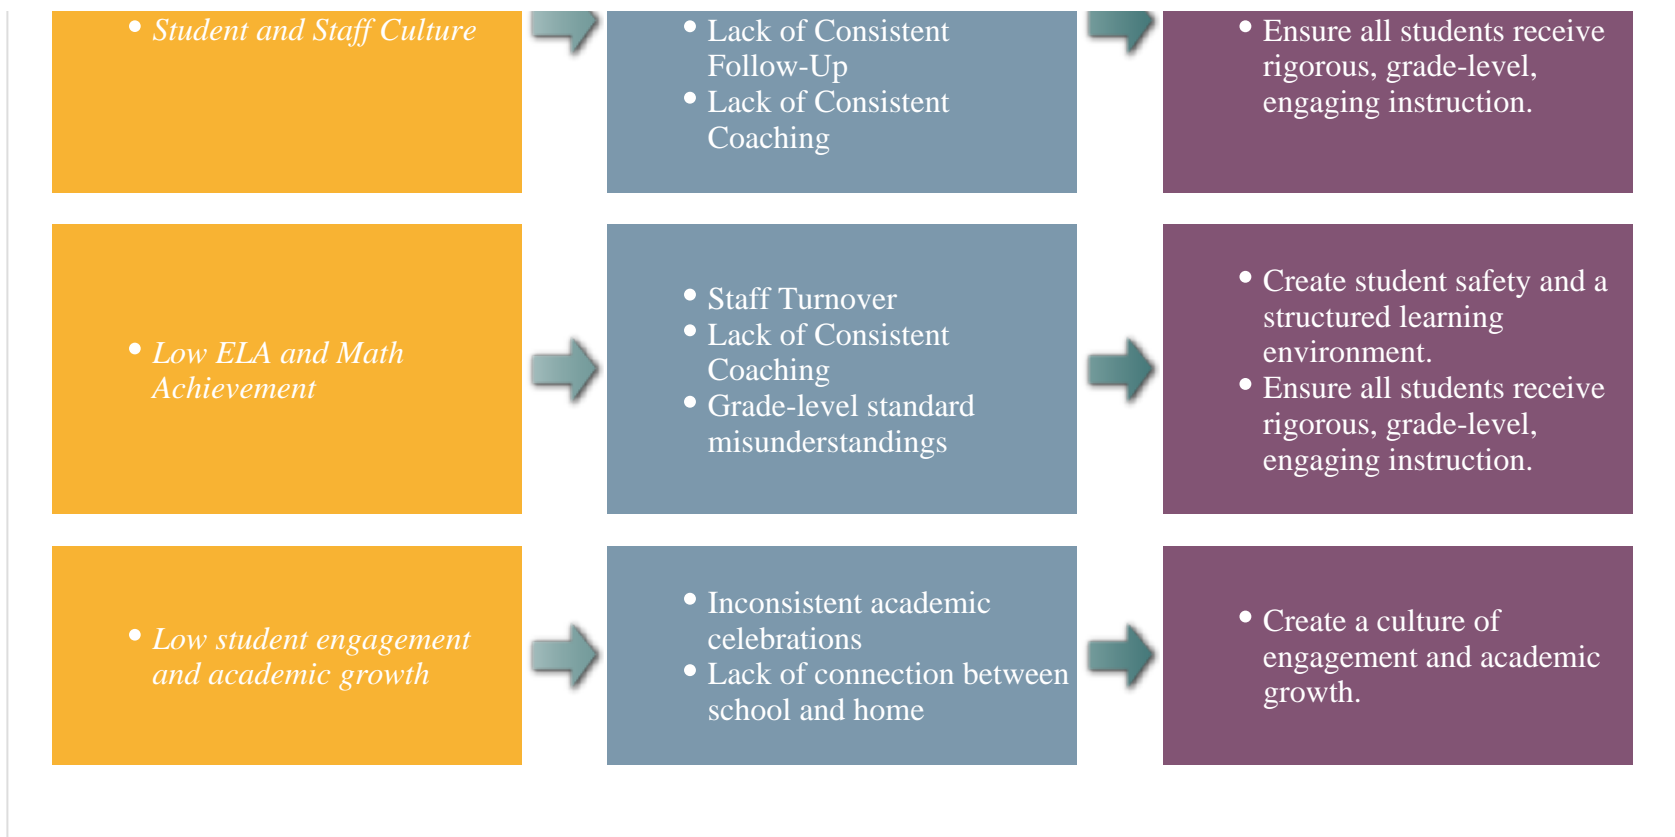 • Student and Staff Culture
• Lack of Consistent
Follow-Up
• Lack of Consistent
Coaching
• Ensure all students receive
rigorous, grade-level,
engaging instruction.
• Low ELA and Math
Achievement
• Staff Turnover
• Lack of Consistent
Coaching
• Grade-level standard
misunderstandings
• Create student safety and a
structured learning
environment.
• Ensure all students receive
rigorous, grade-level,
engaging instruction.
• Low student engagement
and academic growth
• Inconsistent academic
celebrations
• Lack of connection between
school and home
• Create a culture of
engagement and academic
growth.